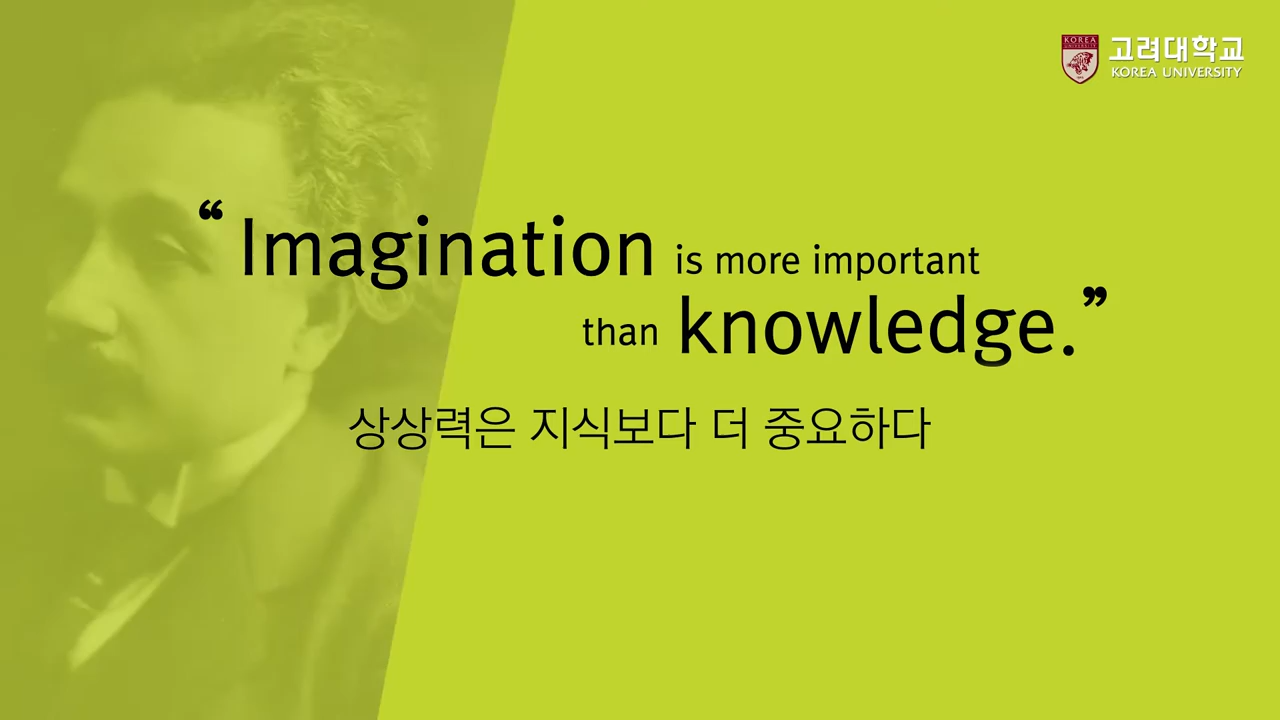 고려대학교
KOREA UNIVERSITY
KOREA
UNIVERSITY
“ Imagination is more important
than knowledge.”
상상력은 지식보다 더 중요하다